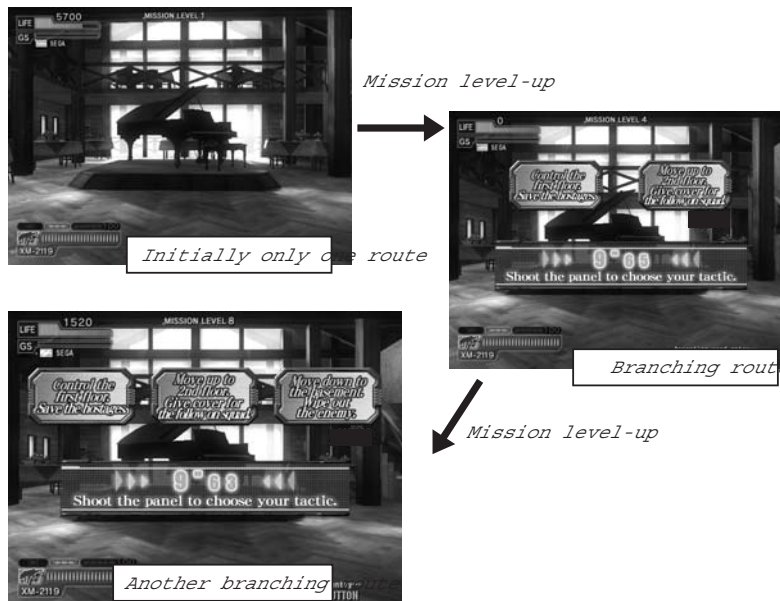 LIFE 5700 MISSION LEVEL 1
GS SEGA
100
XM-2119
Initially only one route
Mission level-up
LIFE 0 MISSION LEVEL 4
GS SEGA
Control the
first floor.
Save the hostages.
Move up to
2nd floor.
Give cover for
the follow on squad.
9" 65
Shoot the panel to choose your tactic.
100
XM-2119
Branching rout
Mission level-up
LIFE 1520 MISSION LEVEL 8
GS SEGA
Control the
first floor.
Save the hostages.
Move up to
2nd floor.
Give cover for
the follow on squad.
Move down to
the basement.
Wipe out
the enemy.
9" 63
Shoot the panel to choose your tactic.
100
XM-2119
Another branching route